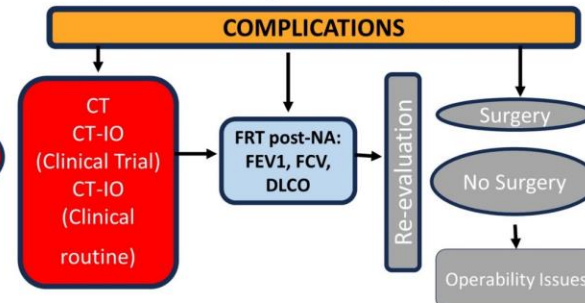 COMPLICATIONS
CT
CT-IO
(Clinical Trial)
CT-IO
(Clinical
routine)
FRT post-NA:
FEV1, FCV,
DLCO
Re-evaluation
Surgery
No Surgery
Operability Issues